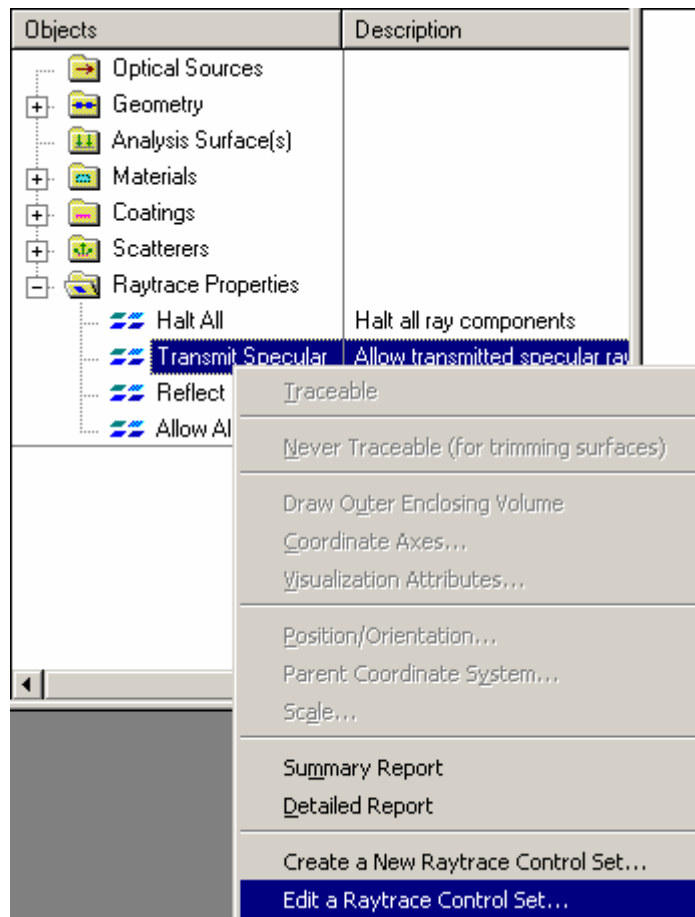 Objects Description
Optical Sources
Geometry
Analysis Surface(s)
Materials
Coatings
Scatterers
Raytrace Properties
Halt All Halt all ray components
Transmit Specular Allow transmitted specular ray
Reflect
Allow Al
Traceable
Never Traceable (for trimming surfaces)
Draw Outer Enclosing Volume
Coordinate Axes...
Visualization Attributes...
Position/Orientation...
Parent Coordinate System...
Scale...
Summary Report
Detailed Report
Create a New Raytrace Control Set...
Edit a Raytrace Control Set...